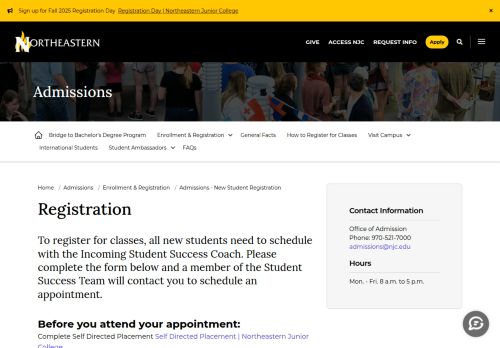 Sign up for Fall 2025 Registration Day Registration Day | Northeastern Junior College ×
NORTHEASTERN GIVE ACCESS NJC REQUEST INFO Apply
Admissions
Bridge to Bachelor's Degree Program Enrollment & Registration General Facts How to Register for Classes Visit Campus
International Students Student Ambassadors FAQs
Home / Admissions / Enrollment & Registration / Admissions - New Student Registration
Registration
To register for classes, all new students need to schedule
with the Incoming Student Success Coach. Please
complete the form below and a member of the Student
Success Team will contact you to schedule an
appointment.
Before you attend your appointment:
Complete Self Directed Placement Self Directed Placement | Northeastern Junior
College
Contact Information
Office of Admission
Phone: 970-521-7000
admissions@njc.edu
Hours
Mon. - Fri. 8 a.m. to 5 p.m.